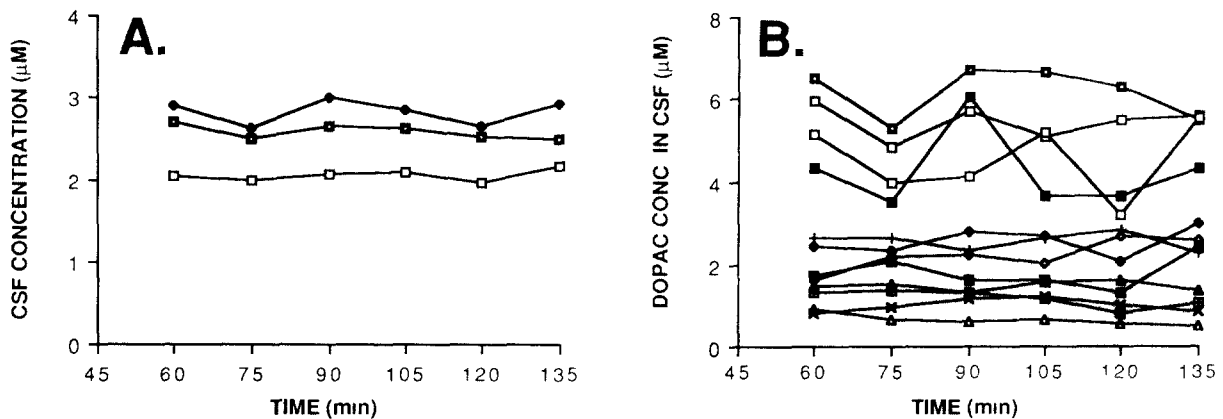 A.
CSF CONCENTRATION (µM)
4
3
2
1
0
45 60 75 90 105 120 135
TIME (min)
B.
DOPAC CONC IN CSF (µM)
8
6
4
2
0
45 60 75 90 105 120 135
TIME (min)